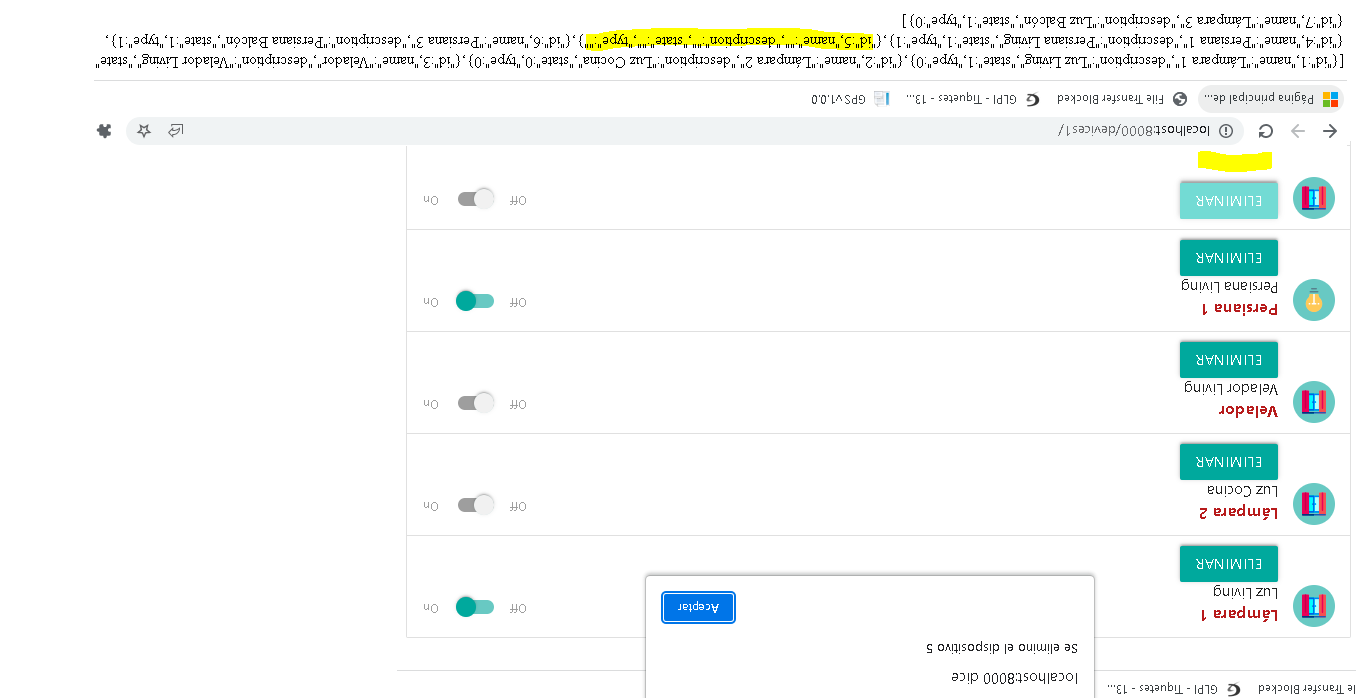 le Transfer Blocked GLPI - Tiquetes - 13...
localhost:8000 dice
Se elimino el dispositivo 5
Aceptar
Lámpara 1
Luz Living
ELIMINAR
Off On
Lámpara 2
Luz Cocina
ELIMINAR
Off On
Velador
Velador Living
ELIMINAR
Off On
Persiana 1
Persiana Living
ELIMINAR
Off On
ELIMINAR
Off On
localhost:8000/devices1/
Página principal de... File Transfer Blocked GLPI - Tiquetes - 13... GPS v1.0.0
[{"id":1,"name":"Lámpara 1","description":"Luz Living","state":1,"type":0},{"id":2,"name":"Lámpara 2","description":"Luz Cocina","state":0,"type":0},{"id":3,"name":"Velador","description":"Velador Living","state"
{"id":4,"name":"Persiana 1","description":"Persiana Living","state":1,"type":1},{"id":5,"name":"","description":"","state":"","type":""},{"id":6,"name":"Persiana 3","description":"Persiana Balcón","state":1,"type":1},
{"id":7,"name":"Lámpara 3","description":"Luz Balcón","state":1,"type":0}]